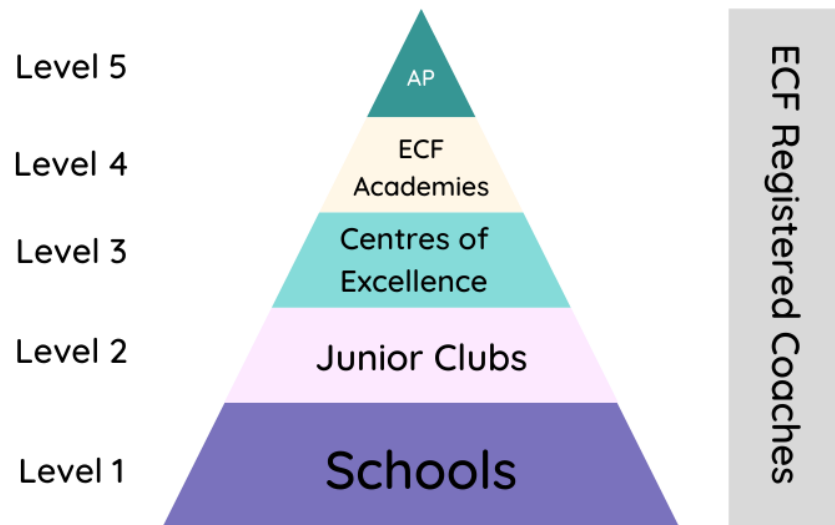 Level 5
AP
Level 4
ECF
Academies
Level 3
Centres of
Excellence
Level 2
Junior Clubs
Level 1
Schools
ECF Registered Coaches